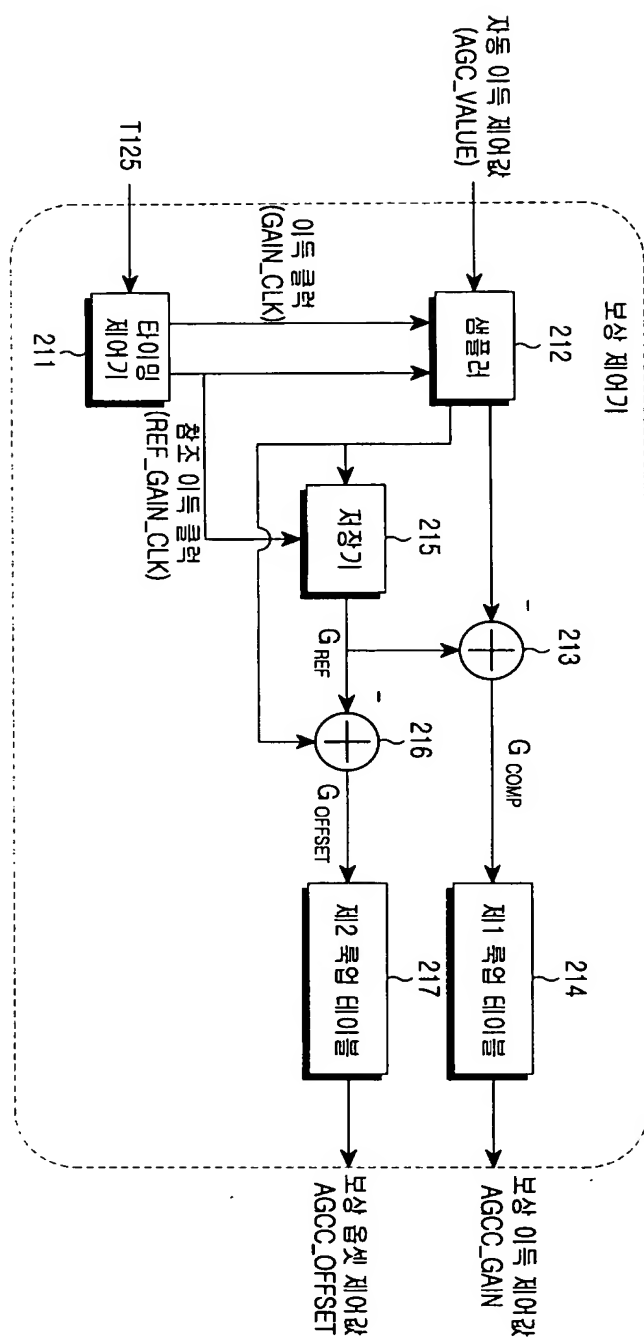 보상 제어기
자동 이득 제어값
(AGC_VALUE)
샘플러
212
213
G COMP
제1 룩업 테이블
214
보상 이득 제어값
AGCC_GAIN
이득 클럭
(GAIN_CLK)
저장기
215
G REF
-
-
216
G OFFSET
제2 룩업 테이블
217
보상 옵셋 제어값
AGCC_OFFSET
T125
타이밍
제어기
211
참조 이득 클럭
(REF_GAIN_CLK)